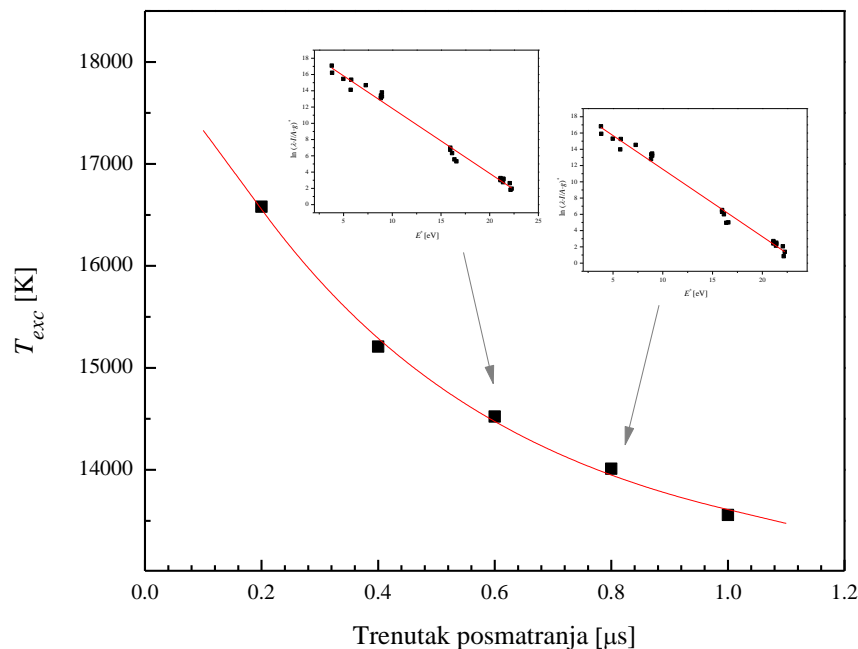 18000
17000
16000
15000
14000
T_exc [K]
0.0 0.2 0.4 0.6 0.8 1.0 1.2
Trenutak posmatranja [μs]
18
16
14
12
10
8
6
4
2
0
ln (λ·I/A·g)*
5 10 15 20 25
E* [eV]
18
16
14
12
10
8
6
4
2
0
ln (λ·I/A·g)*
5 10 15 20
E* [eV]